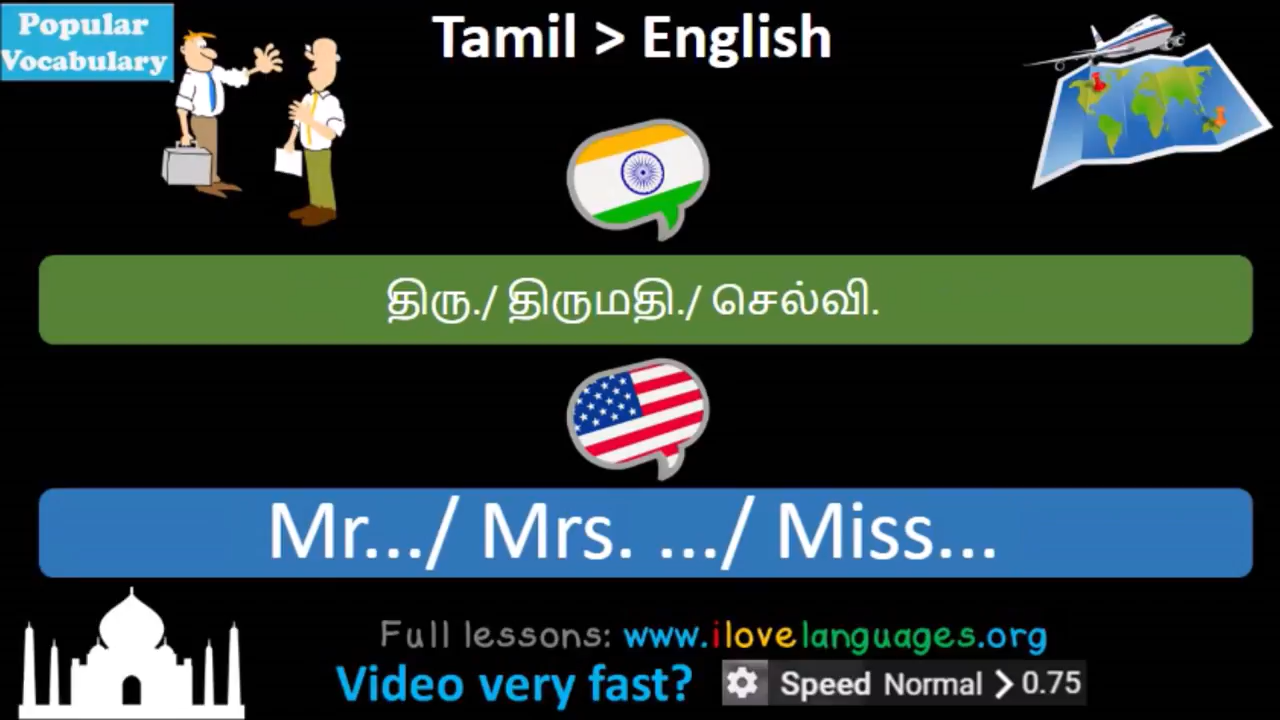 Popular
Vocabulary
Tamil > English
திரு./ திருமதி./ செல்வி.
Mr.../ Mrs. .../ Miss...
Full lessons: www.ilovelanguages.org
Video very fast? Speed Normal > 0.75